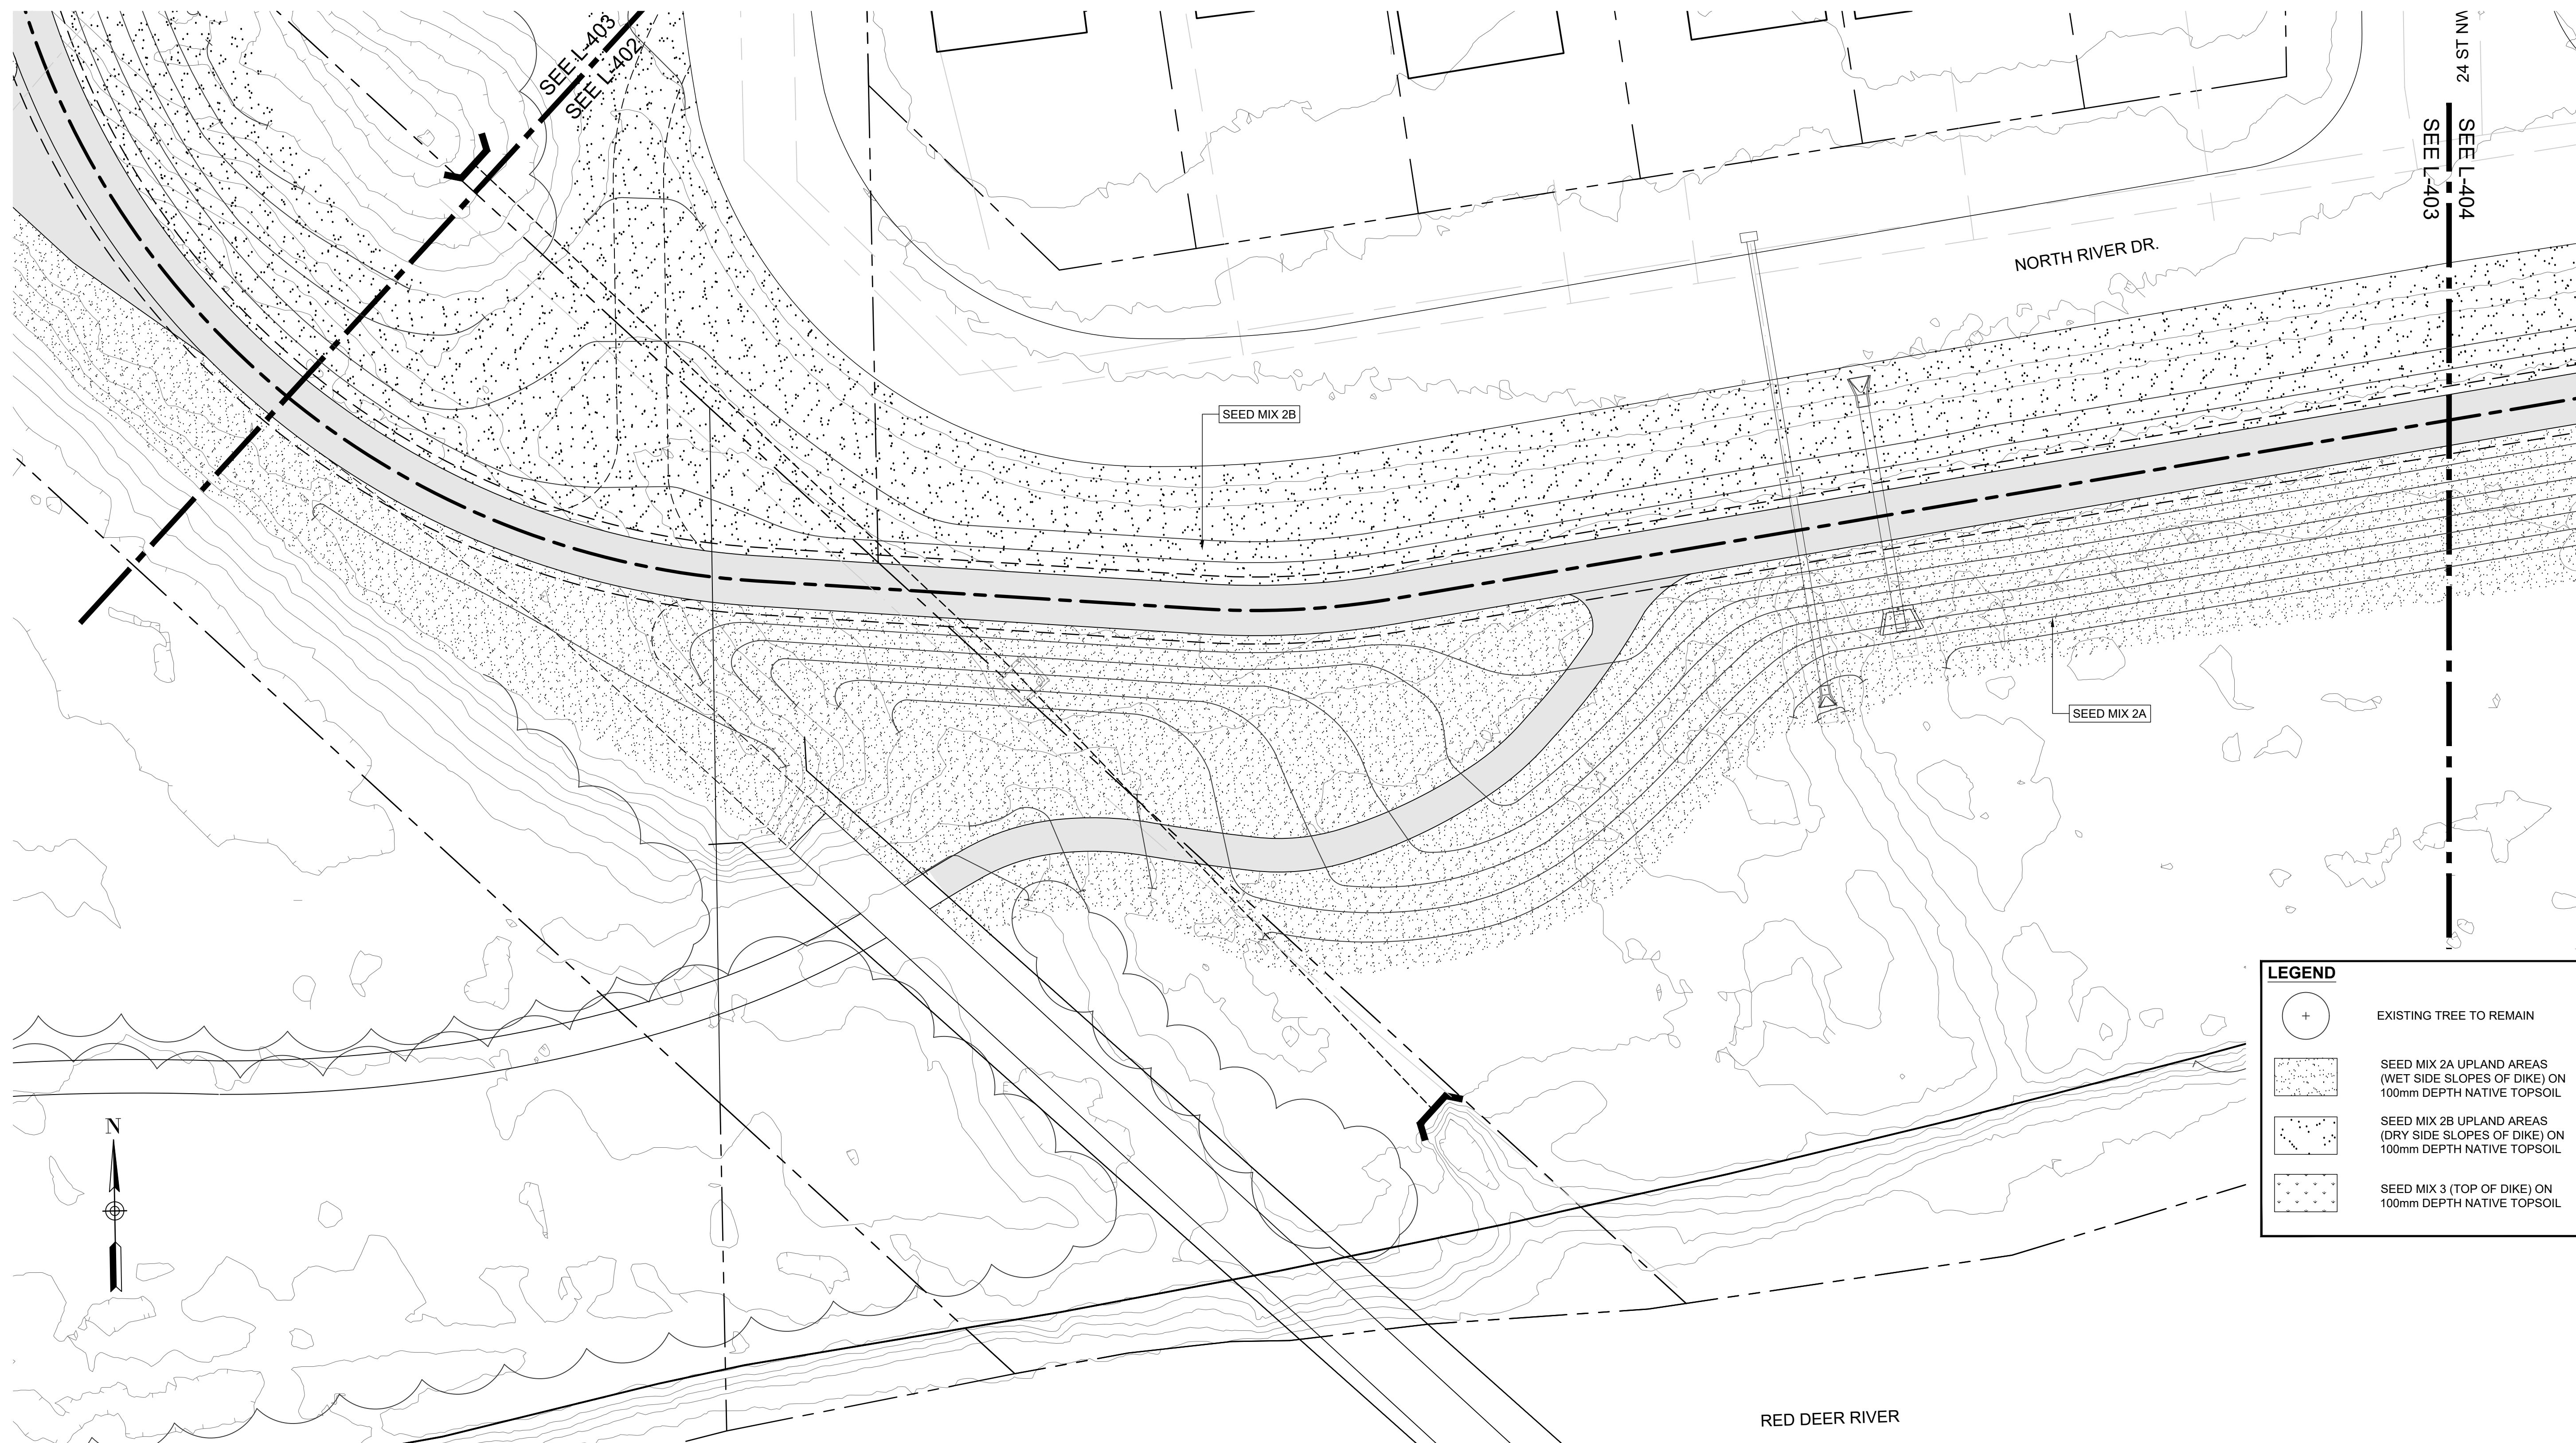 SEE L-403
SEE L-402
24 ST NW
SEE L-404
SEE L-403
NORTH RIVER DR.
SEED MIX 2B
SEED MIX 2A
LEGEND
EXISTING TREE TO REMAIN
SEED MIX 2A UPLAND AREAS
(WET SIDE SLOPES OF DIKE) ON
100mm DEPTH NATIVE TOPSOIL
SEED MIX 2B UPLAND AREAS
(DRY SIDE SLOPES OF DIKE) ON
100mm DEPTH NATIVE TOPSOIL
SEED MIX 3 (TOP OF DIKE) ON
100mm DEPTH NATIVE TOPSOIL
N
RED DEER RIVER